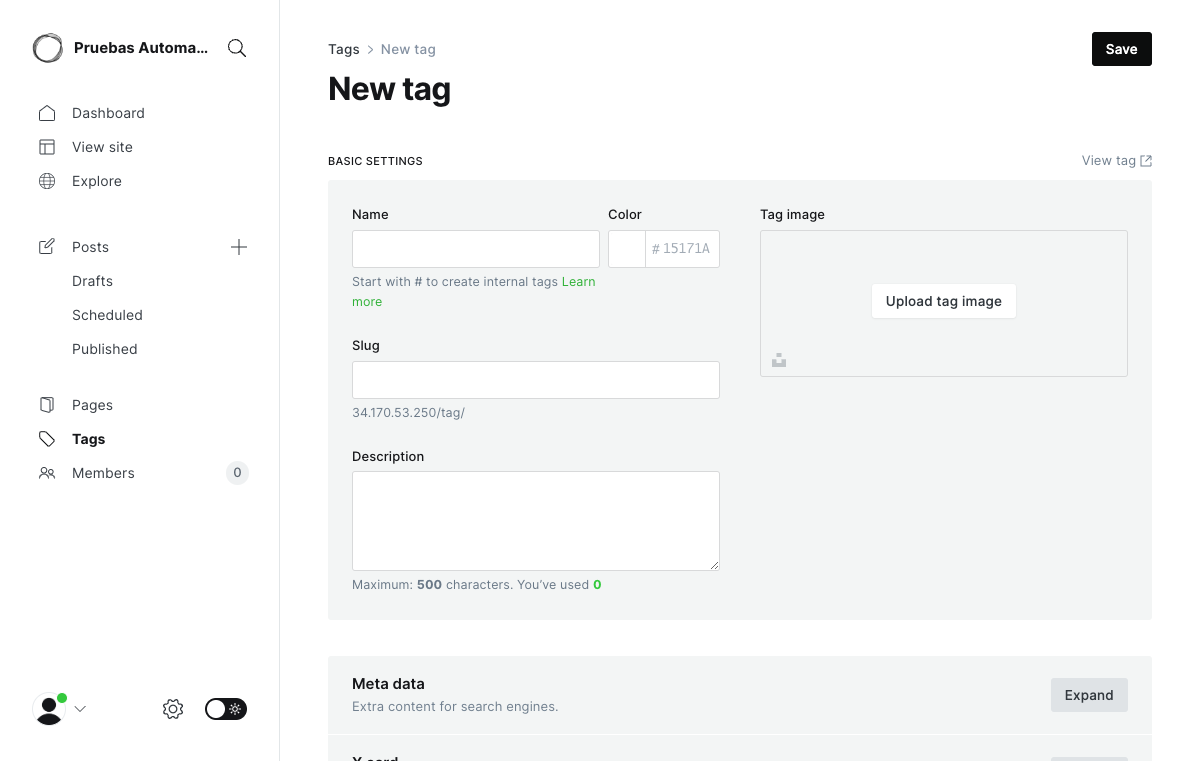 Pruebas Automa...
Dashboard
View site
Explore
Posts
Drafts
Scheduled
Published
Pages
Tags
Members
0
Tags > New tag
Save
New tag
BASIC SETTINGS
View tag
Name
Color
# 15171A
Start with # to create internal tags Learn
more
Slug
34.170.53.250/tag/
Description
Maximum: 500 characters. You've used 0
Tag image
Upload tag image
Meta data
Extra content for search engines.
Expand
X card